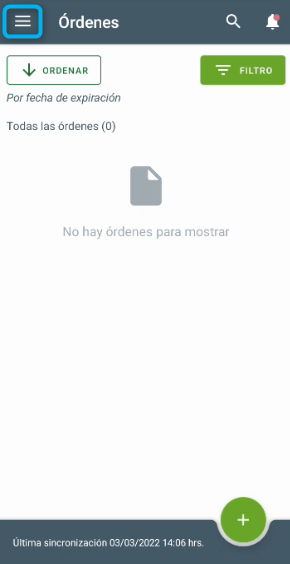 Órdenes
ORDENAR
FILTRO
Por fecha de expiración
Todas las órdenes (0)
No hay órdenes para mostrar
Última sincronización 03/03/2022 14:06 hrs.